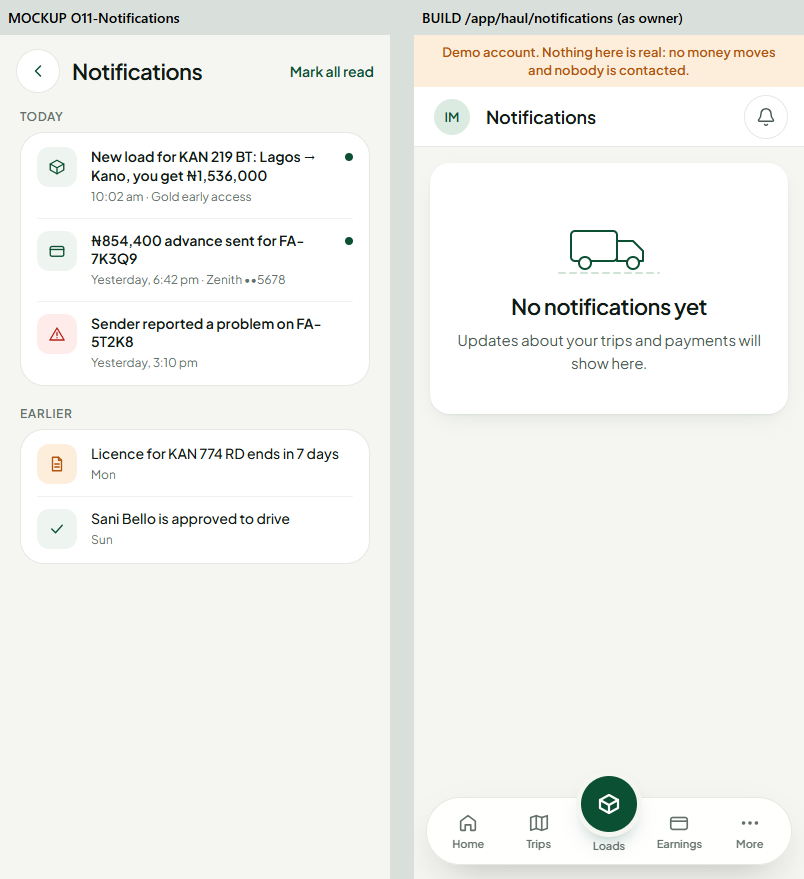 MOCKUP O11-Notifications
Notifications
Mark all read
TODAY
New load for KAN 219 BT: Lagos →
Kano, you get ₦1,536,000
10:02 am · Gold early access
₦854,400 advance sent for FA-
7K3Q9
Yesterday, 6:42 pm · Zenith ••5678
Sender reported a problem on FA-
5T2K8
Yesterday, 3:10 pm
EARLIER
Licence for KAN 774 RD ends in 7 days
Mon
Sani Bello is approved to drive
Sun
BUILD /app/haul/notifications (as owner)
Demo account. Nothing here is real: no money moves
and nobody is contacted.
IM
Notifications
No notifications yet
Updates about your trips and payments will
show here.
Home
Trips
Loads
Earnings
More